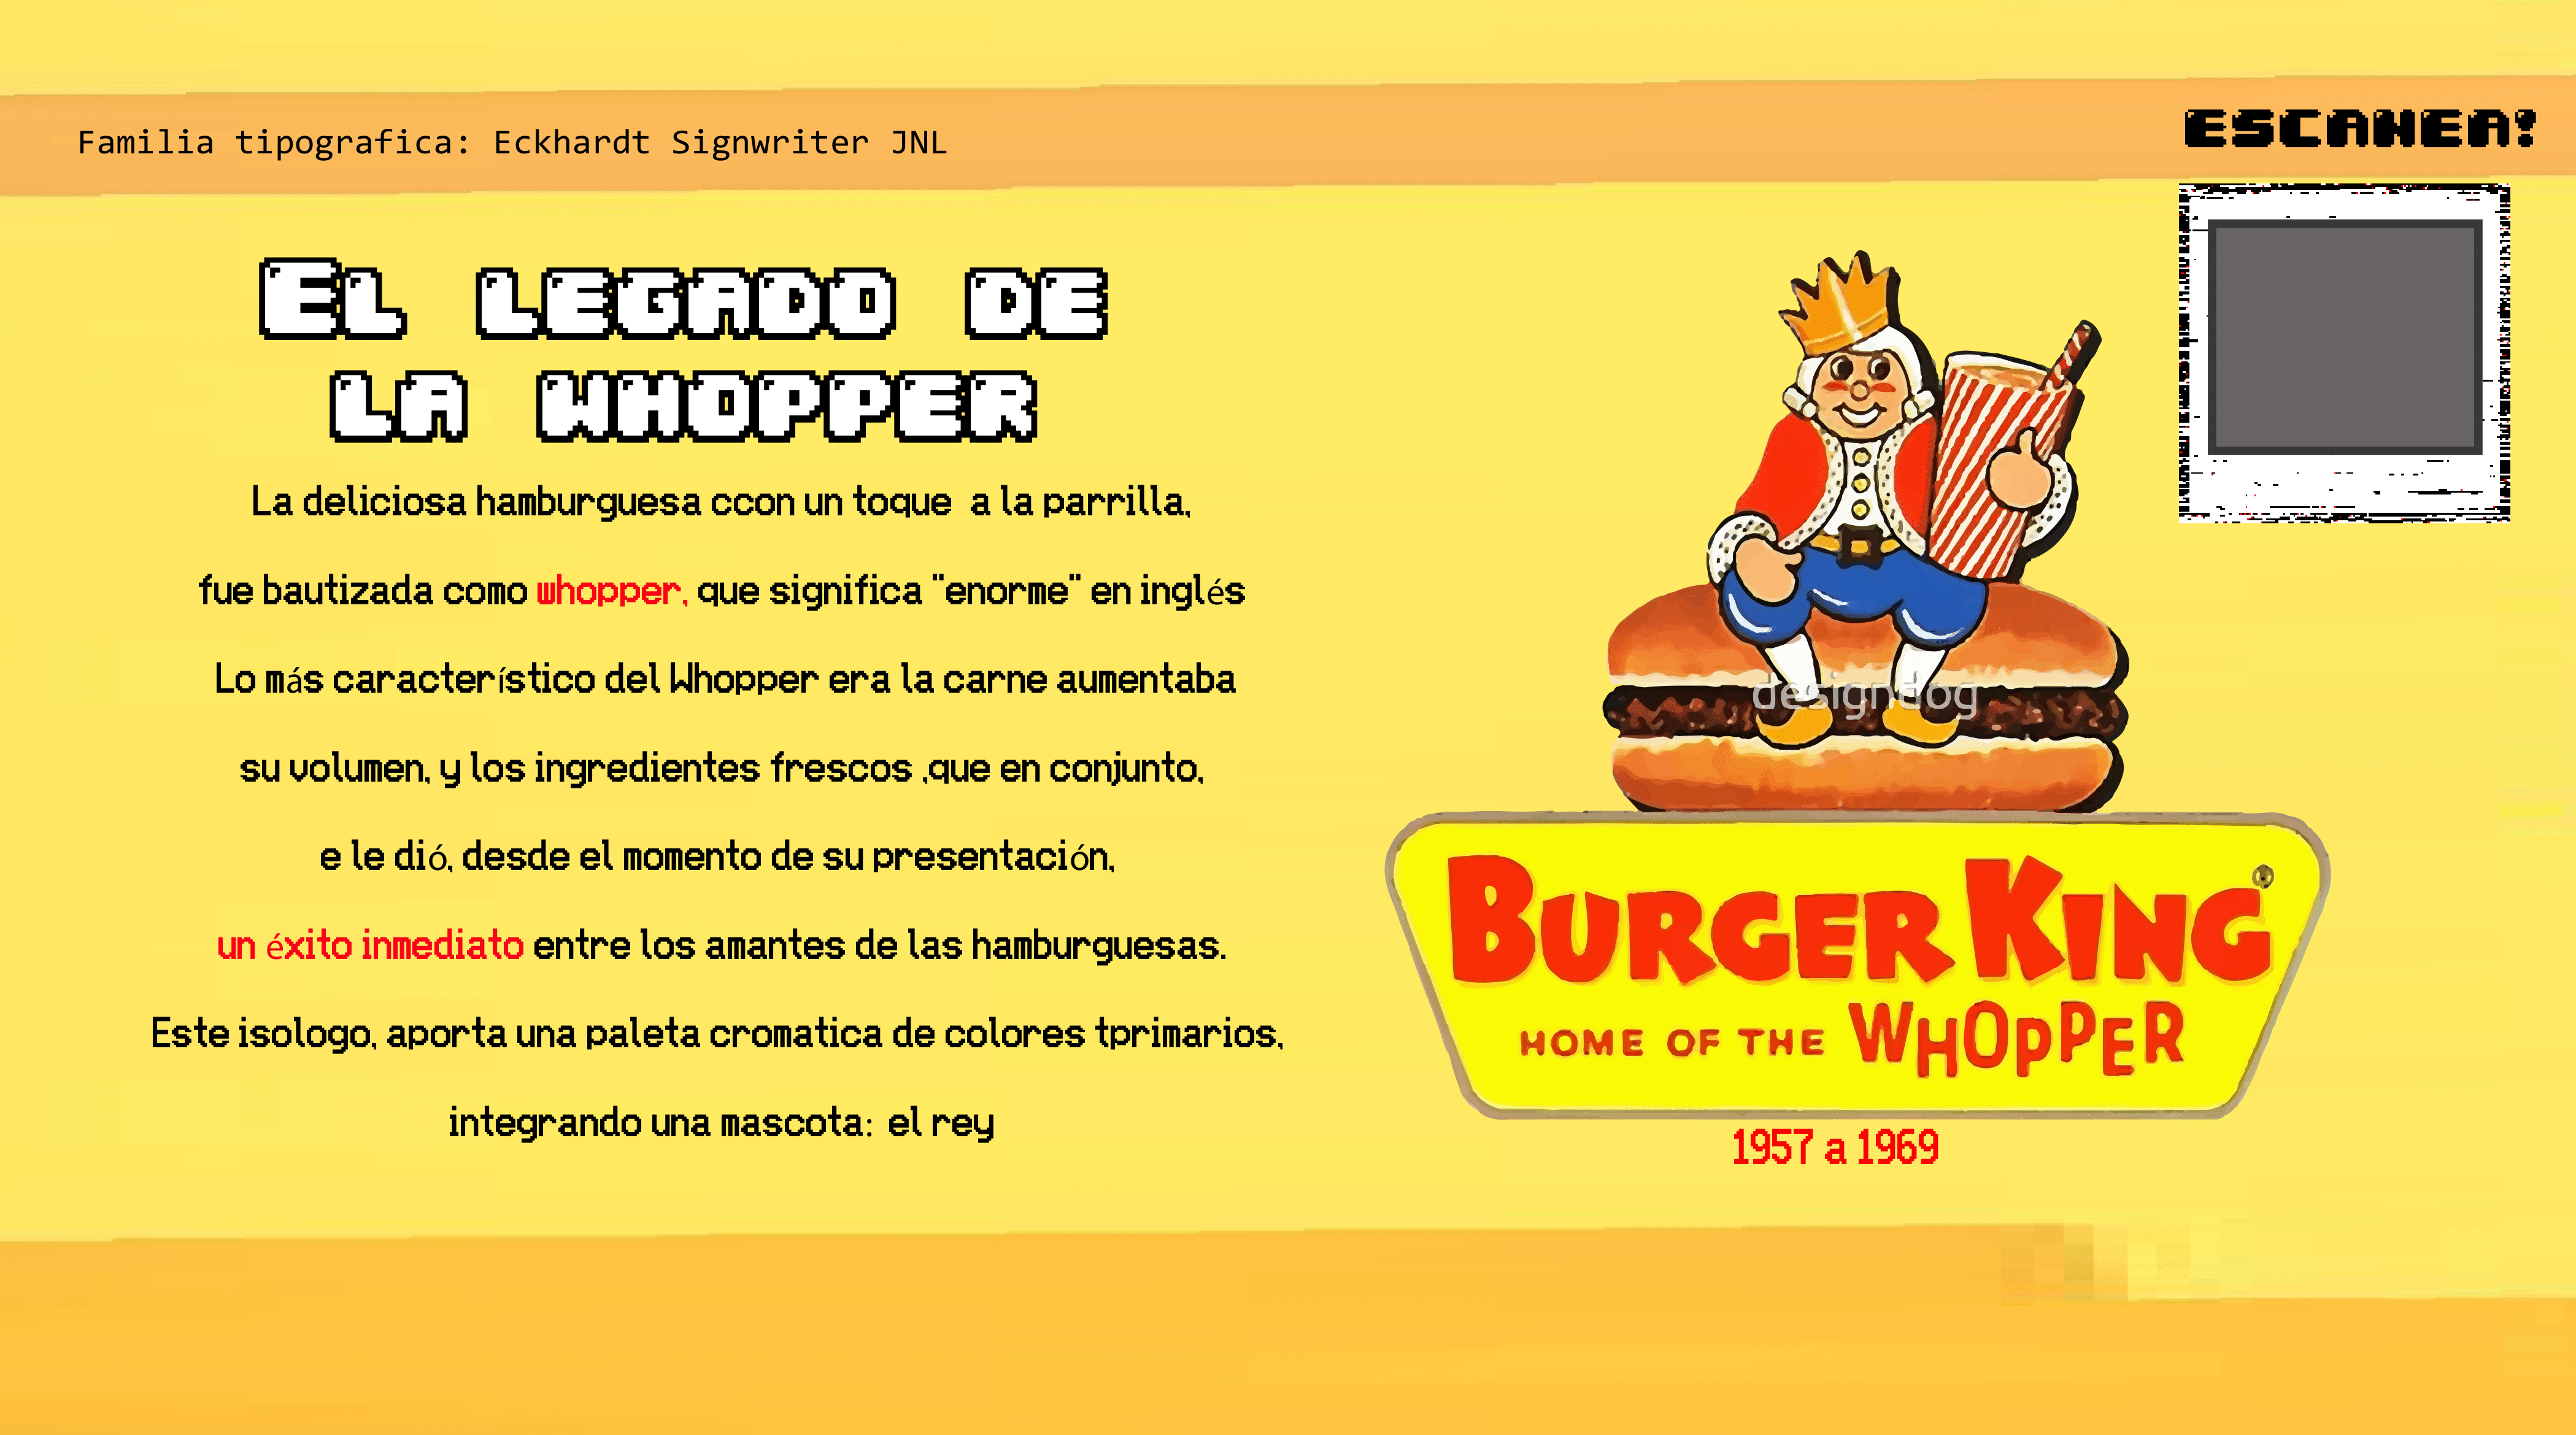 Familia tipografica: Eckhardt Signwriter JNL
ESCANEA!
EL LEGADO DE
LA WHOPPER
La deliciosa hamburguesa ccon un toque  a la parrilla,
fue bautizada como whopper, que significa "enorme" en inglés
Lo más característico del Whopper era la carne aumentaba
su volumen, y los ingredientes frescos ,que en conjunto,
e le dió, desde el momento de su presentación,
un éxito inmediato entre los amantes de las hamburguesas.
Este isologo, aporta una paleta cromatica de colores tprimarios,
integrando una mascota: el rey
designdog
BURGER KING®
HOME OF THE WHOPPER
1957 a 1969